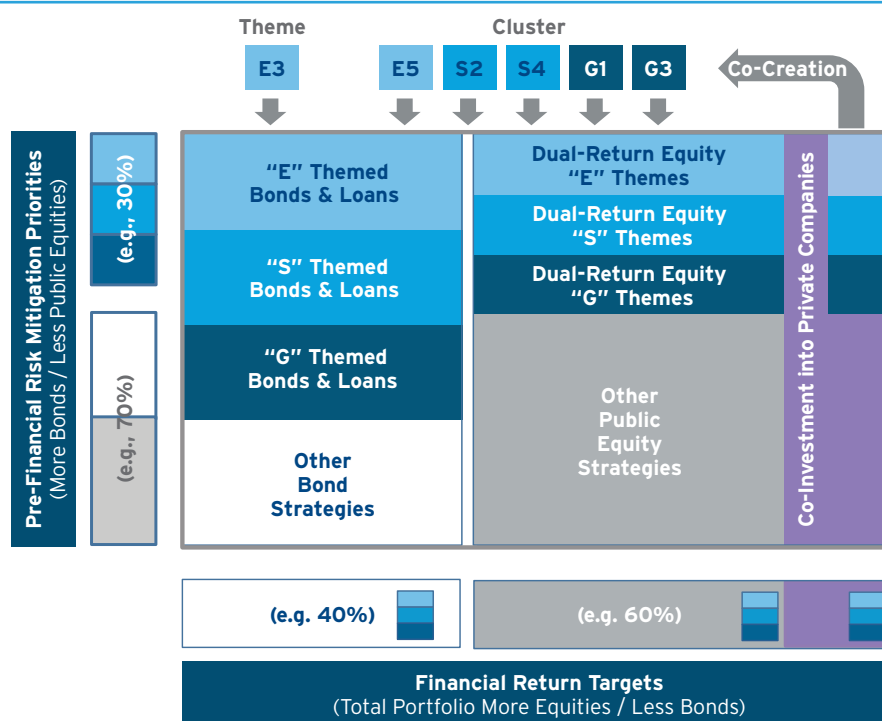 Theme
Cluster
E3
E5
S2
S4
G1
G3
Co-Creation
Pre-Financial Risk Mitigation Priorities
(More Bonds / Less Public Equities)
(e.g., 30%)
(e.g., 70%)
“E” Themed
Bonds & Loans
“S” Themed
Bonds & Loans
“G” Themed
Bonds & Loans
Other
Bond
Strategies
Dual-Return Equity
“E” Themes
Dual-Return Equity
“S” Themes
Dual-Return Equity
“G” Themes
Other
Public
Equity
Strategies
Co-Investment into Private Companies
(e.g. 40%)
(e.g. 60%)
Financial Return Targets
(Total Portfolio More Equities / Less Bonds)